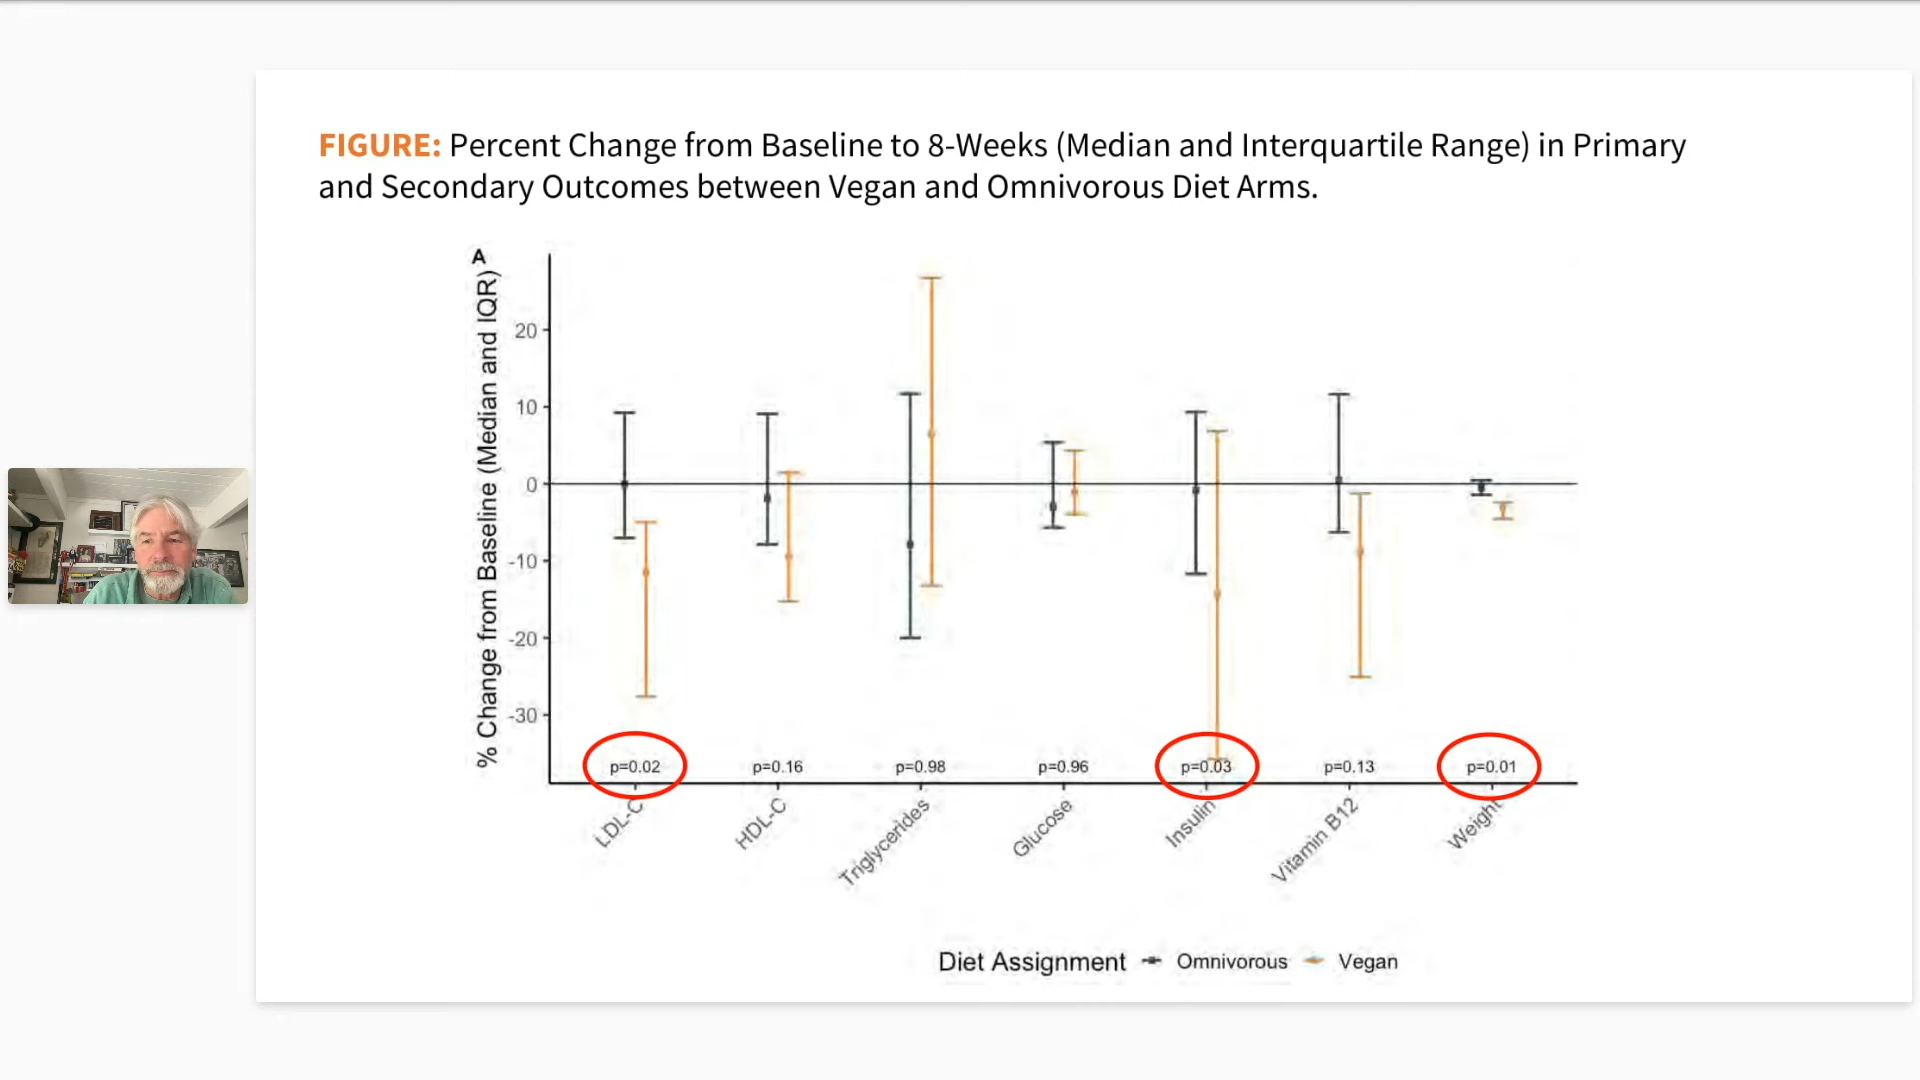 FIGURE: Percent Change from Baseline to 8-Weeks (Median and Interquartile Range) in Primary
and Secondary Outcomes between Vegan and Omnivorous Diet Arms.
A
% Change from Baseline (Median and IQR)
20
10
0
-10
-20
-30
p=0.02 p=0.16 p=0.98 p=0.96 p=0.03 p=0.13 p=0.01
LDL-C HDL-C Triglycerides Glucose Insulin Vitamin B12 Weight
Diet Assignment Omnivorous Vegan